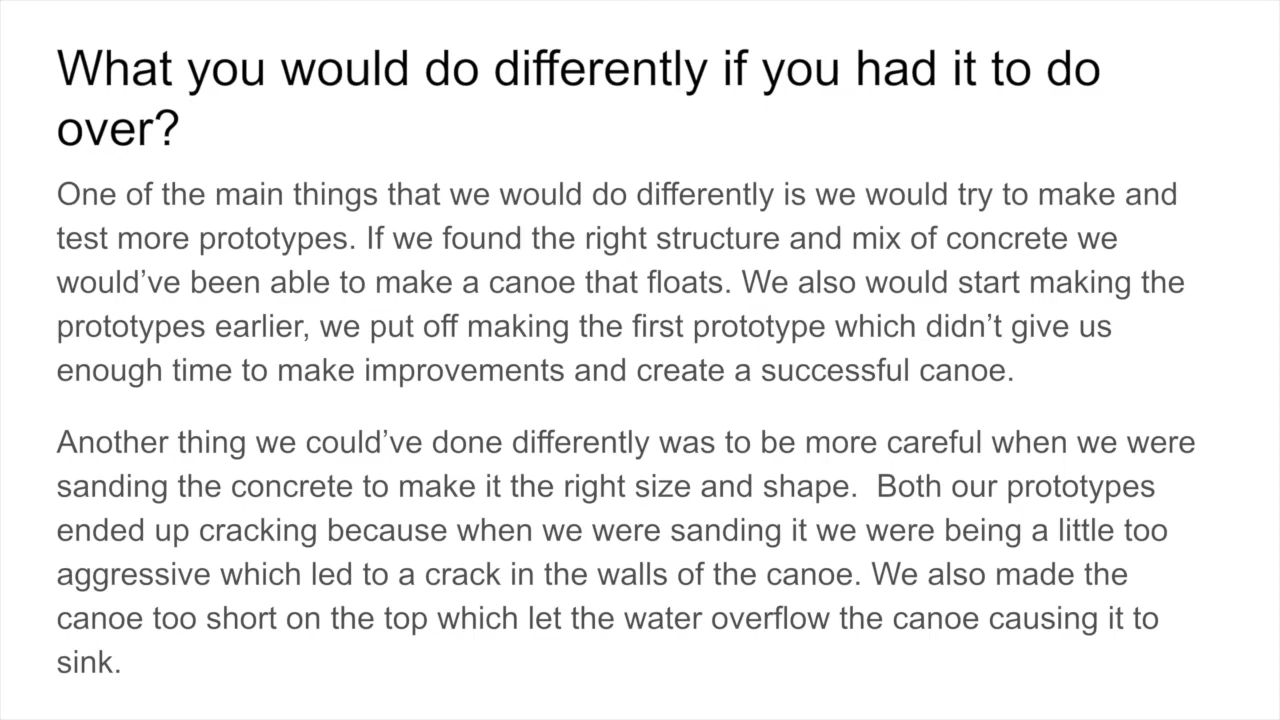 What you would do differently if you had it to do
over?
One of the main things that we would do differently is we would try to make and
test more prototypes. If we found the right structure and mix of concrete we
would’ve been able to make a canoe that floats. We also would start making the
prototypes earlier, we put off making the first prototype which didn’t give us
enough time to make improvements and create a successful canoe.
Another thing we could’ve done differently was to be more careful when we were
sanding the concrete to make it the right size and shape.  Both our prototypes
ended up cracking because when we were sanding it we were being a little too
aggressive which led to a crack in the walls of the canoe. We also made the
canoe too short on the top which let the water overflow the canoe causing it to
sink.